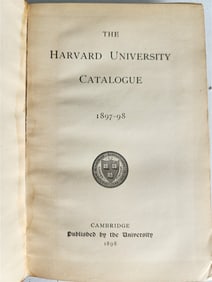 THE
HARVARD UNIVERSITY
CATALOGUE
1897-98
CAMBRIDGE
Published by the University
1898